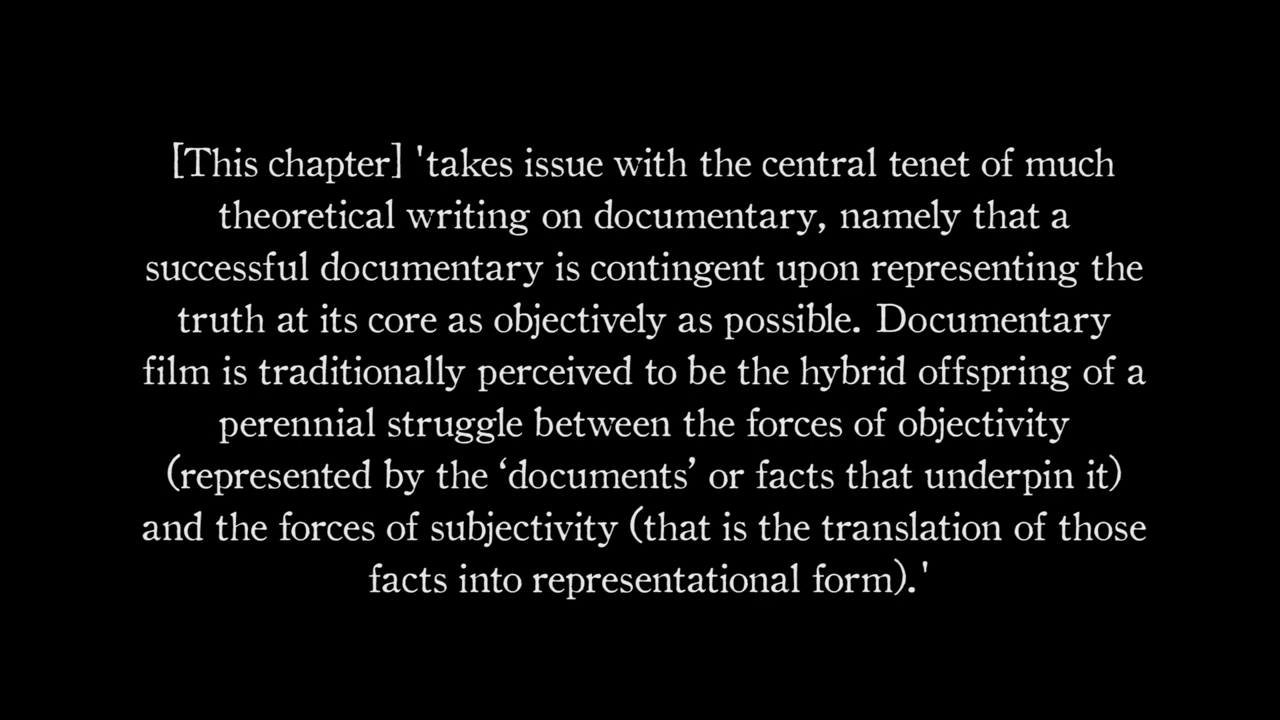 [This chapter] 'takes issue with the central tenet of much
theoretical writing on documentary, namely that a
successful documentary is contingent upon representing the
truth at its core as objectively as possible. Documentary
film is traditionally perceived to be the hybrid offspring of a
perennial struggle between the forces of objectivity
(represented by the ‘documents’ or facts that underpin it)
and the forces of subjectivity (that is the translation of those
facts into representational form).'